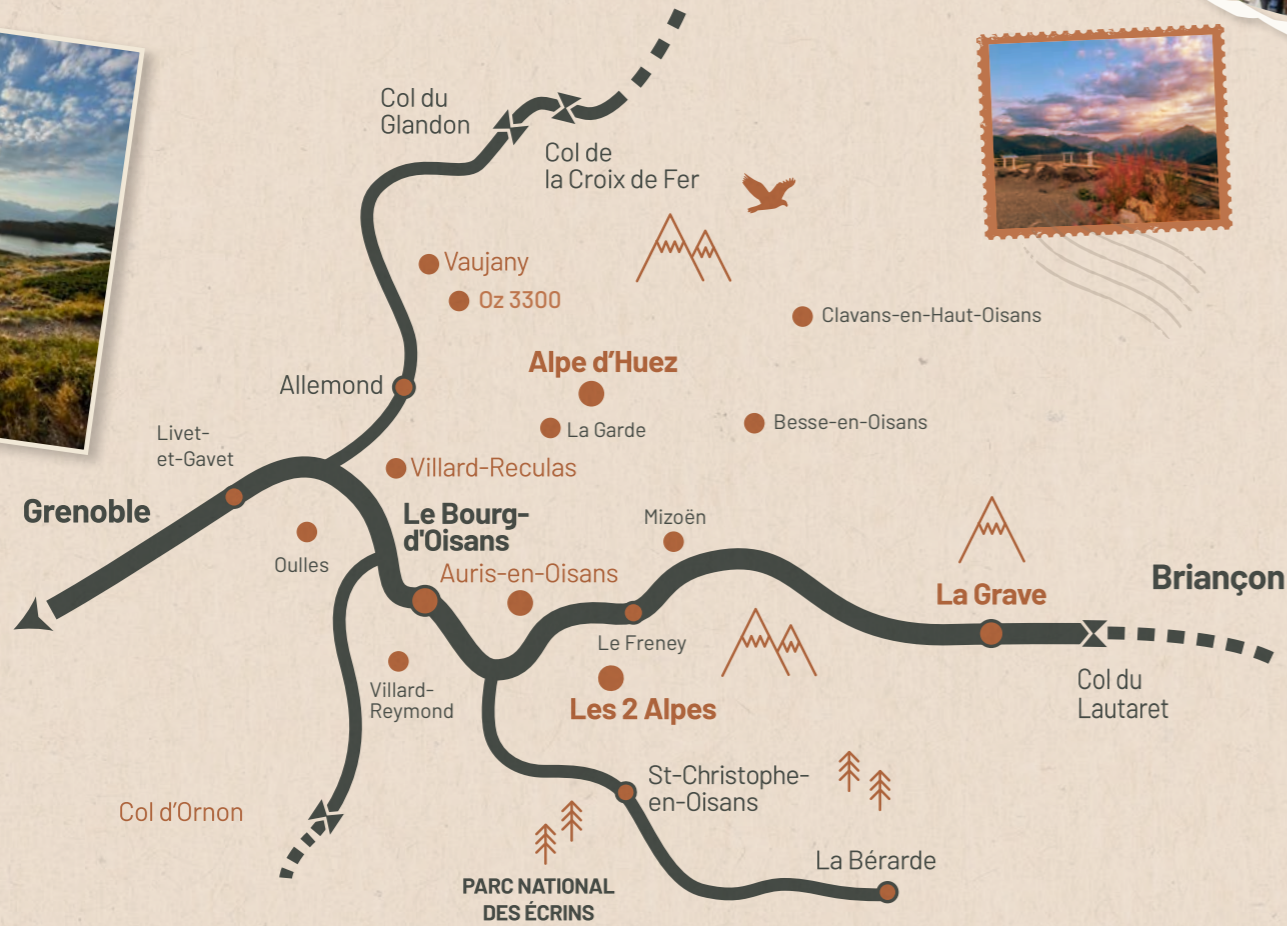 Col du
Glandon
Col de
la Croix de Fer
Vaujany
Oz 3300
Clavans-en-Haut-Oisans
Alpe d'Huez
Allemond
La Garde
Besse-en-Oisans
Livet-
et-Gavet
Villard-Reculas
Grenoble
Le Bourg-
d'Oisans
Mizoën
Oulles
Auris-en-Oisans
Briançon
La Grave
Le Freney
Villard-
Reymond
Les 2 Alpes
Col du
Lautaret
St-Christophe-
en-Oisans
Col d'Ornon
La Bérarde
PARC NATIONAL
DES ÉCRINS